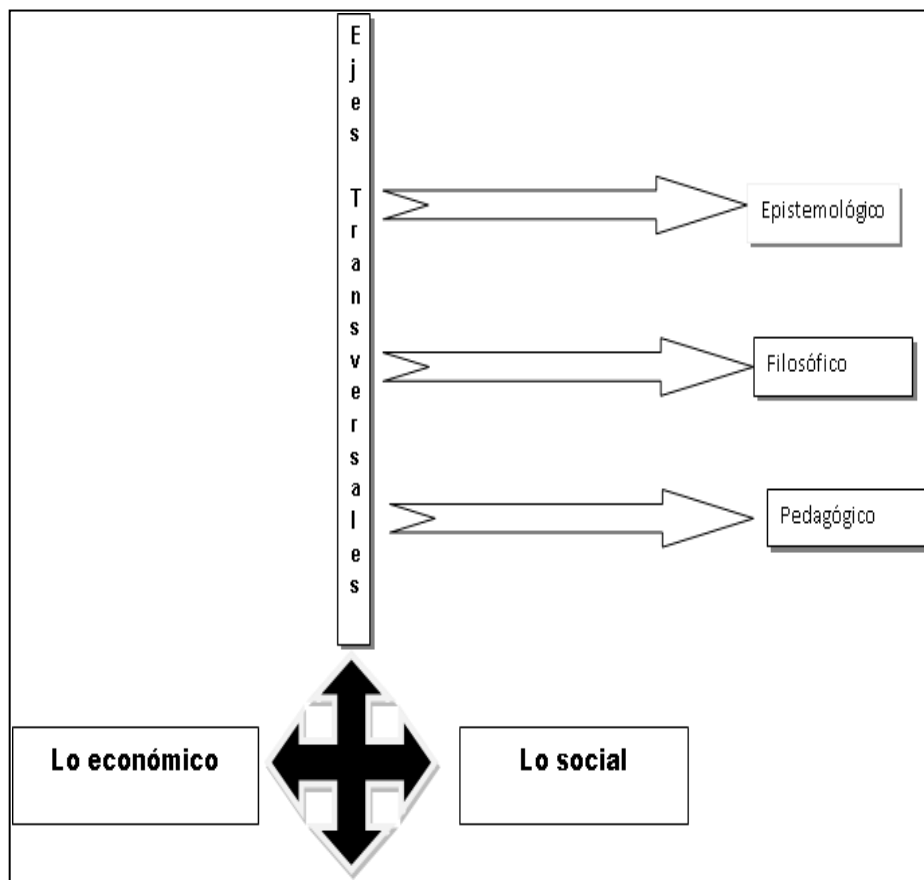 Ejes Transversales
Epistemológico
Filosófico
Pedagógico
Lo económico
Lo social